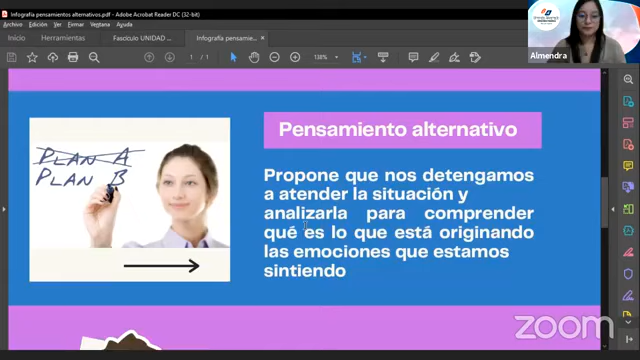 Infografía pensamientos alternativos.pdf - Adobe Acrobat Reader DC (32-bit)
Archivo Edición Ver Firmar Ventana Ayuda
Inicio Herramientas Fascículo UNIDAD ... Infografía pensamie... ×
1 / 1 138%
Almendra
PLAN A
PLAN B
Pensamiento alternativo
Propone que nos detengamos
a atender la situación y
analizarla para comprender
qué es lo que está originando
las emociones que estamos
sintiendo
zoom